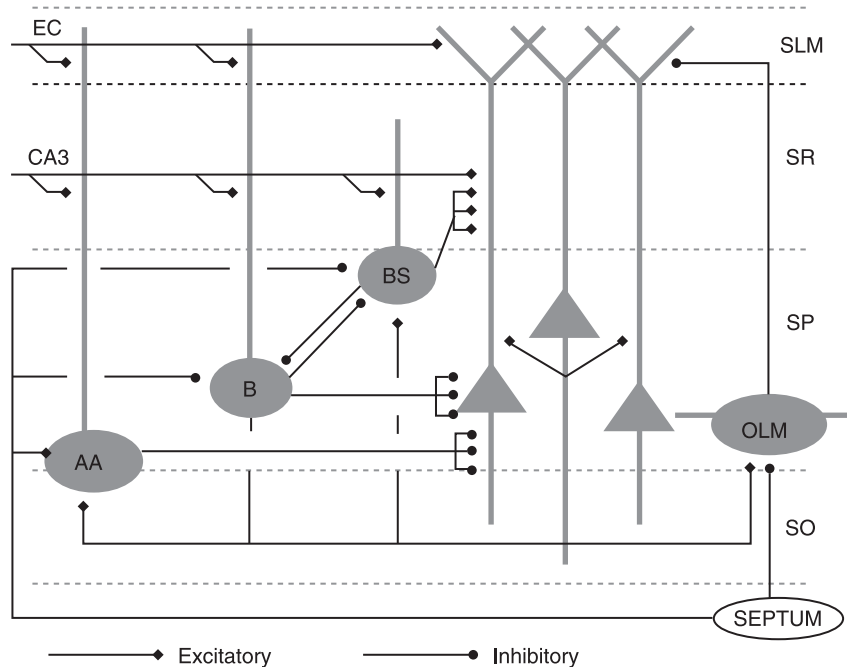 EC
SLM
CA3
SR
BS
SP
B
OLM
AA
SO
SEPTUM
Excitatory
Inhibitory